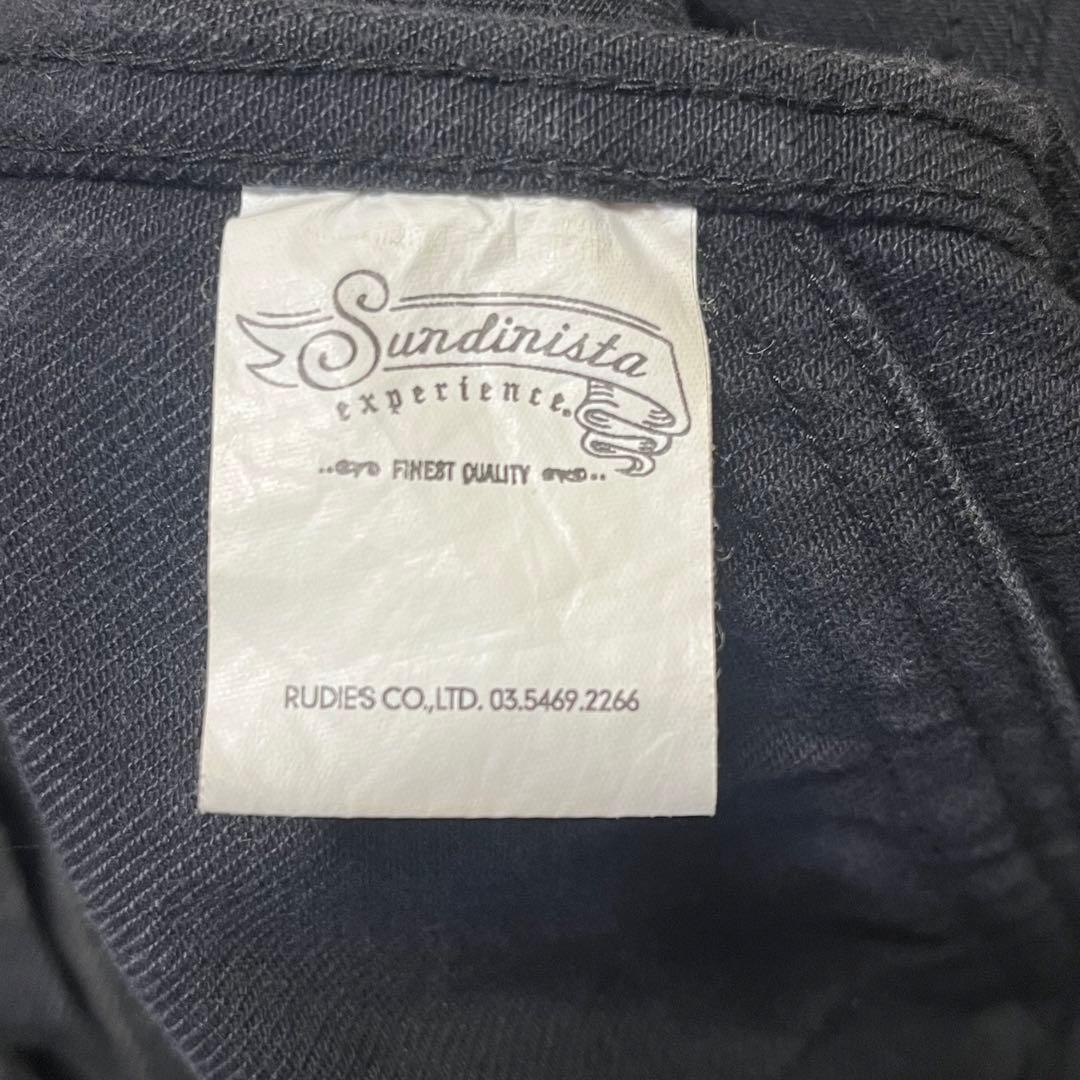 Sundinista
experience.
FINEST QUALITY
RUDIES CO.,LTD. 03.5469.2266